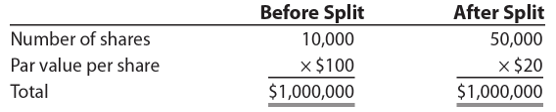 Before Split After Split
Number of shares 10,000 50,000
Par value per share × $100 × $20
Total $1,000,000 $1,000,000